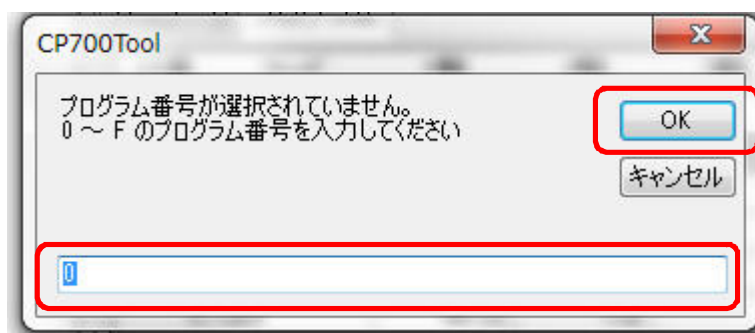 CP700Tool
プログラム番号が選択されていません。
0 ～ F のプログラム番号を入力してください
OK
キャンセル
0